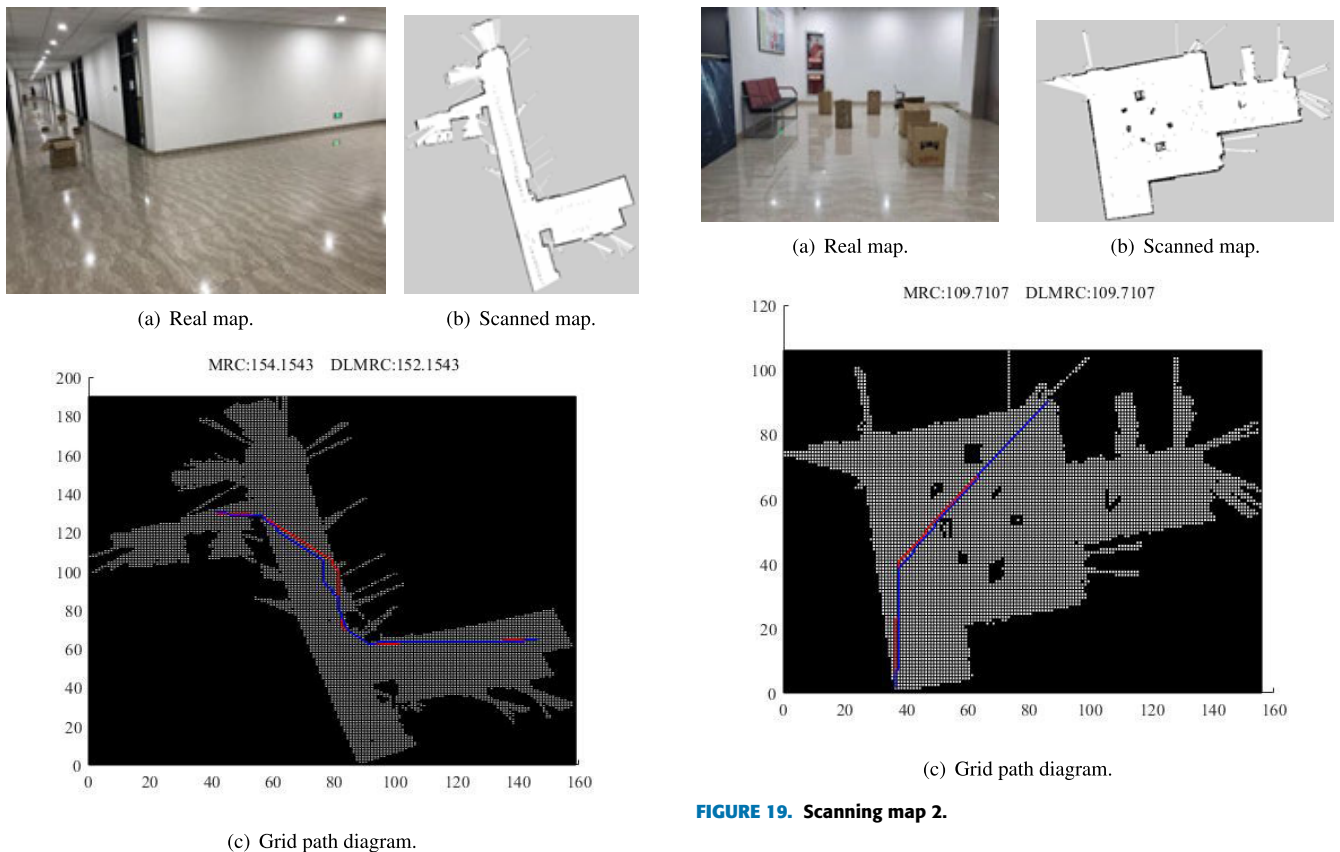 (a) Real map.
(b) Scanned map.
MRC:154.1543 DLMRC:152.1543
200
180
160
140
120
100
80
60
40
20
0
0 20 40 60 80 100 120 140 160
(c) Grid path diagram.
(a) Real map.
(b) Scanned map.
MRC:109.7107 DLMRC:109.7107
120
100
80
60
40
20
0
0 20 40 60 80 100 120 140 160
(c) Grid path diagram.
FIGURE 19. Scanning map 2.